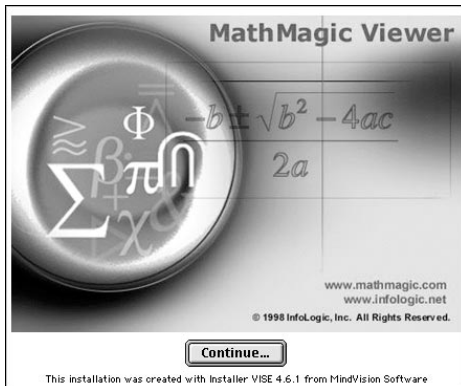 MathMagic Viewer
≥
≈
Φ
β
Σ
+
π
∩
&
χ
-b ± √b² - 4ac
2a
www.mathmagic.com
www.infologic.net
© 1998 InfoLogic, Inc. All Rights Reserved.
Continue...
This installation was created with Installer VISE 4.6.1 from MindVision Software